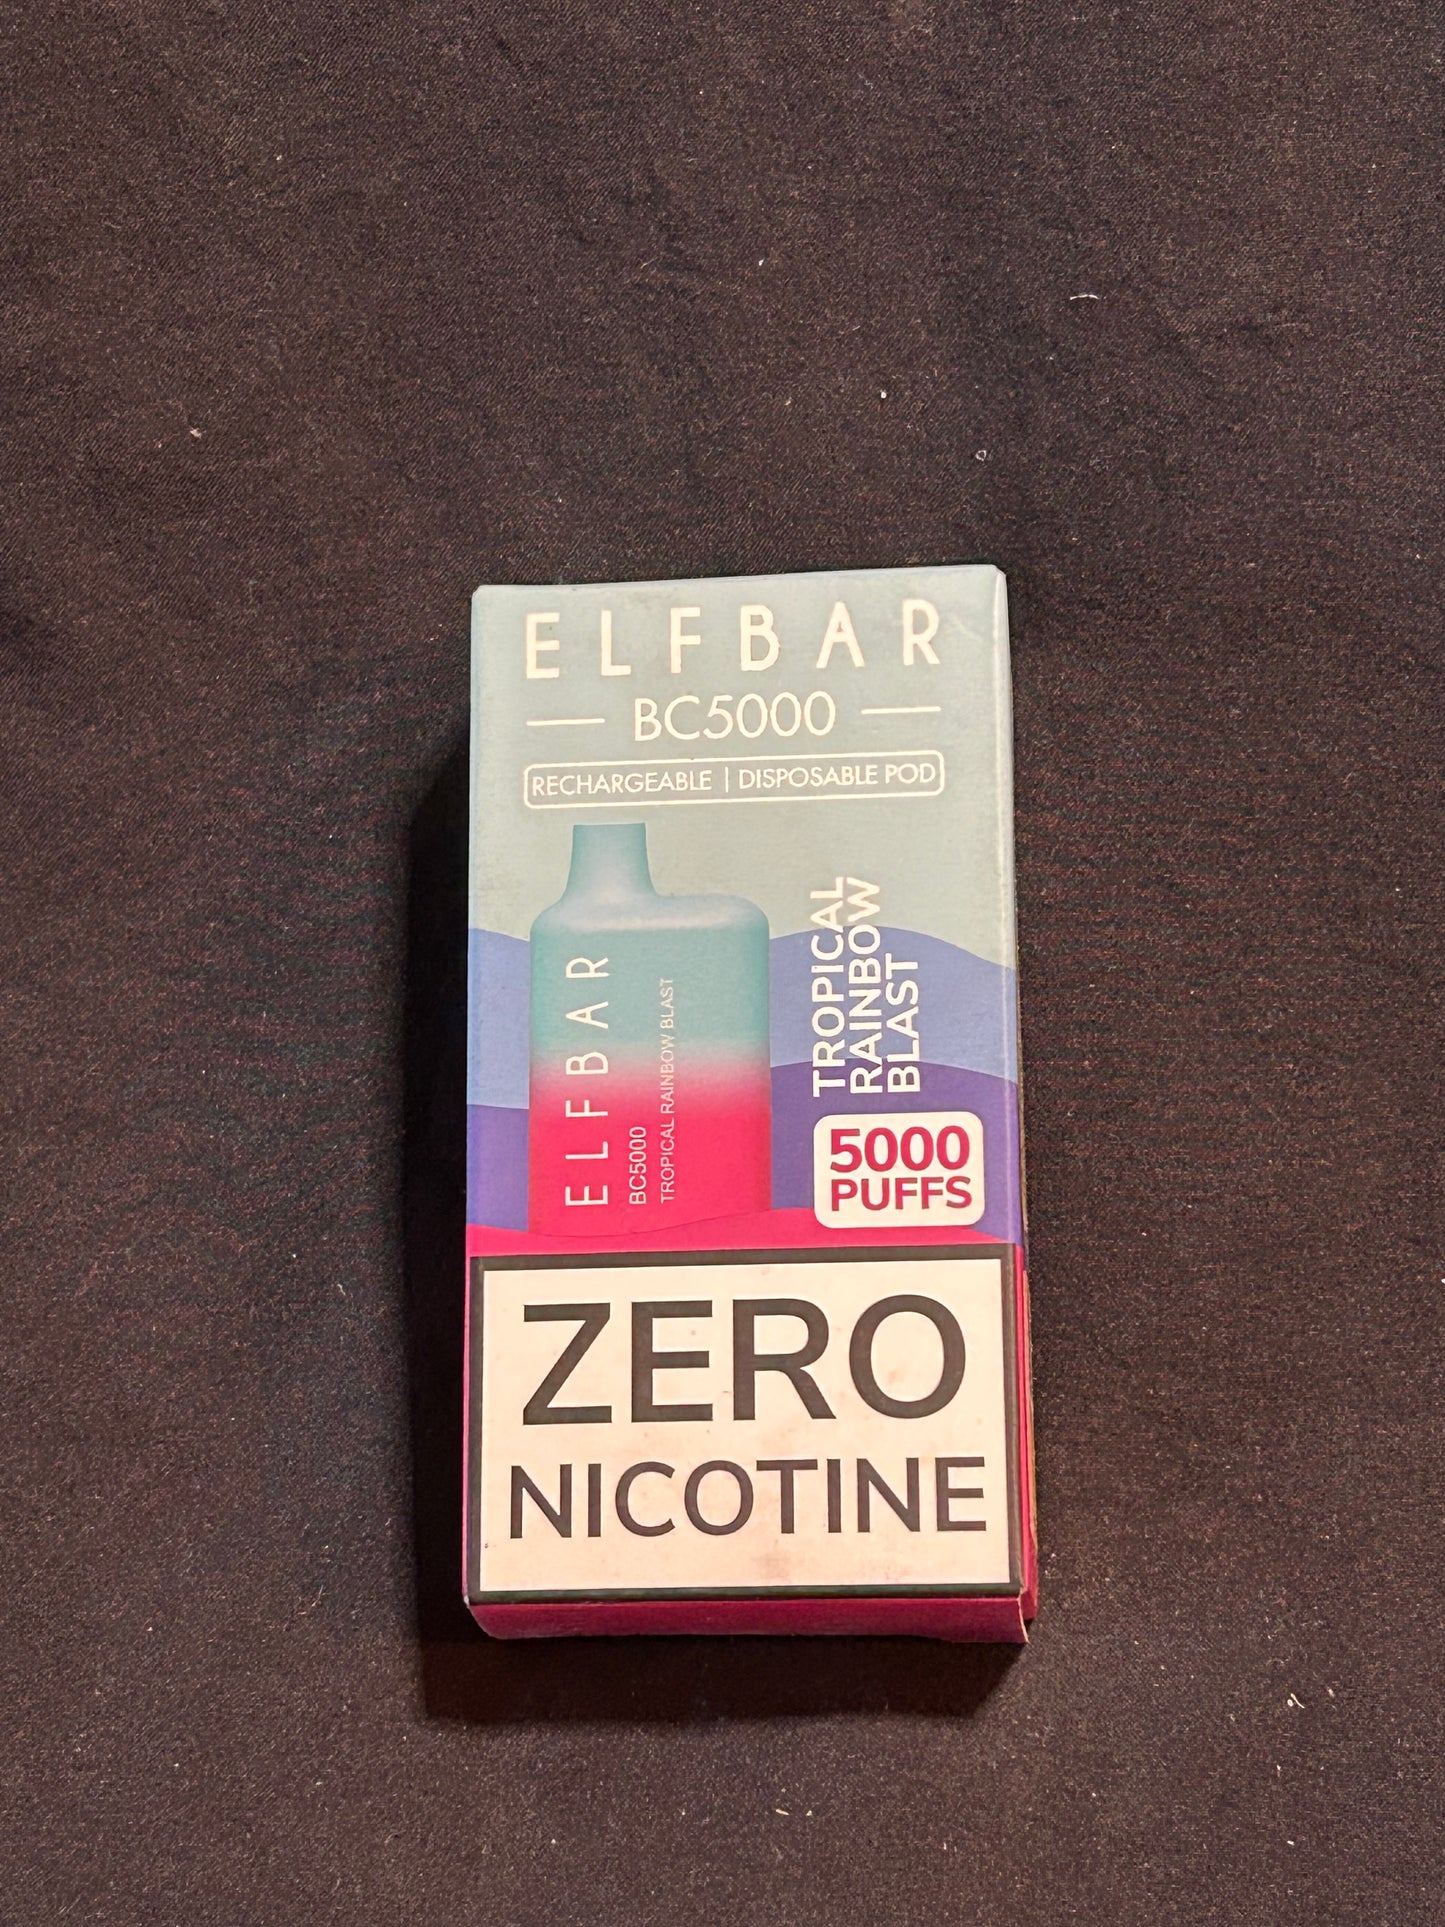 ELFBAR
BC5000
RECHARGEABLE | DISPOSABLE POD
ELFBAR
BC5000
TROPICAL RAINBOW BLAST
TROPICAL
RAINBOW
BLAST
5000
PUFFS
ZERO
NICOTINE